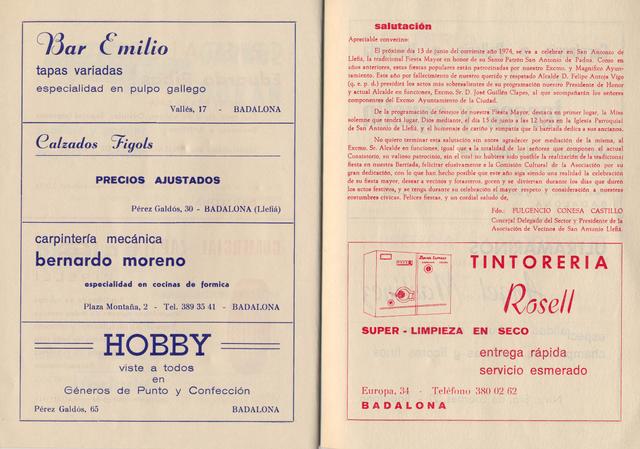 Bar Emilio
tapas variadas
especialidad en pulpo gallego
Vallés, 17 - BADALONA
Calzados Figols
PRECIOS AJUSTADOS
Pérez Galdós, 30 - BADALONA (Llefiá)
carpintería mecánica
bernardo moreno
especialidad en cocinas de formica
Plaza Montaña, 2 - Tel. 389 35 41 - BADALONA
HOBBY
viste a todos
en
Géneros de Punto y Confección
Pérez Galdós, 65 BADALONA
salutación
Apreciable convecino:
El próximo día 13 de junio del corriente año 1974, se va a celebrar en San Antonio de
Llefiá, la tradicional Fiesta Mayor en honor de su Santo Patrón San Antonio de Padua. Como en
años anteriores, estas fiestas populares están patrocinadas por nuestro Excmo. y Magnífico Ayun-
tamiento. Este año por fallecimiento de nuestro querido y respetado Alcalde D. Felipe Antoja Vigo
(q. e. p. d.) presidirá los actos más sobresalientes de su programación nuestro Presidente de Honor
y actual Alcalde en funciones, Excmo. Sr. D. José Guillén Clapes, al que acompañarán los señores
componentes del Excmo Ayuntamiento de la Ciudad.
De la programación de festejos de nuestra Fiesta Mayor, destaca en primer lugar, la Misa
solemne que tendrá lugar, Dios mediante, el día 13 de junio a las 12 horas en la Iglesia Parroquial
de San Antonio de Llefiá, y el homenaje de cariño y simpatía que la barriada dedica a sus ancianos.
No quiero terminar esta salutación sin antes agradecer por mediación de la misma, al
Excmo. Sr. Alcalde en funciones, igual que a la totalidad de los señores que componen el actual
Consistorio, su valioso patrocinio, sin el cual no hubiera sido posible la realización de la tradicional
fiesta en nuestra Barriada, felicitar efusivamente a la Comisión Cultural de la Asociación por su
gran dedicación, con lo que han hecho posible que este año siga siendo una realidad la celebración
de su fiesta mayor, desear a vecinos y forasteros, gocen y se diviertan durante los días que duren
los actos festivos, y se tenga durante su celebración el mayor respeto y consideración a nuestras
costumbres cívicas. Felices fiestas, y un cordial saludo de,
Fdo.: FULGENCIO CONESA CASTILLO
Concejal Delegado del Sector y Presidente de la
Asociación de Vecinos de San Antonio Llefiá.
TINTORERIA
Rosell
SUPER - LIMPIEZA EN SECO
entrega rápida
servicio esmerado
Europa, 34 - Teléfono 380 02 62
BADALONA